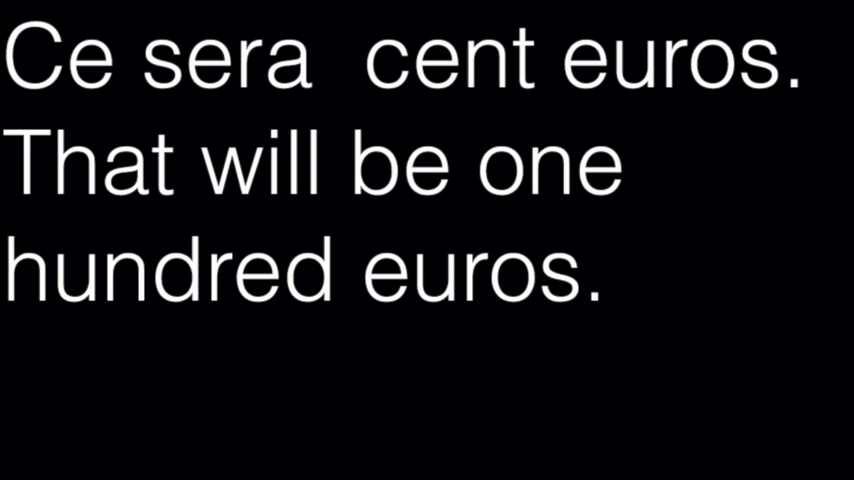 Ce sera  cent euros.
That will be one
hundred euros.